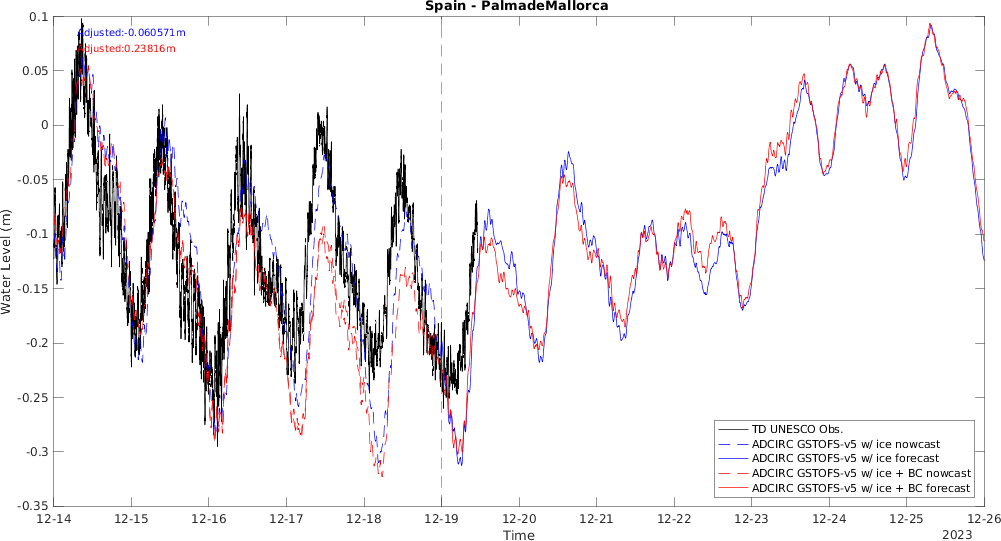 Spain - PalmadeMallorca
Adjusted:-0.060571m
Adjusted:0.23816m
0.1
0.05
0
-0.05
-0.1
-0.15
-0.2
-0.25
-0.3
-0.35
Water Level (m)
12-14
12-15
12-16
12-17
12-18
12-19
12-20
12-21
12-22
12-23
12-24
12-25
12-26
Time
2023
TD UNESCO Obs.
ADCIRC GSTOFS-v5 w/ ice nowcast
ADCIRC GSTOFS-v5 w/ ice forecast
ADCIRC GSTOFS-v5 w/ ice + BC nowcast
ADCIRC GSTOFS-v5 w/ ice + BC forecast